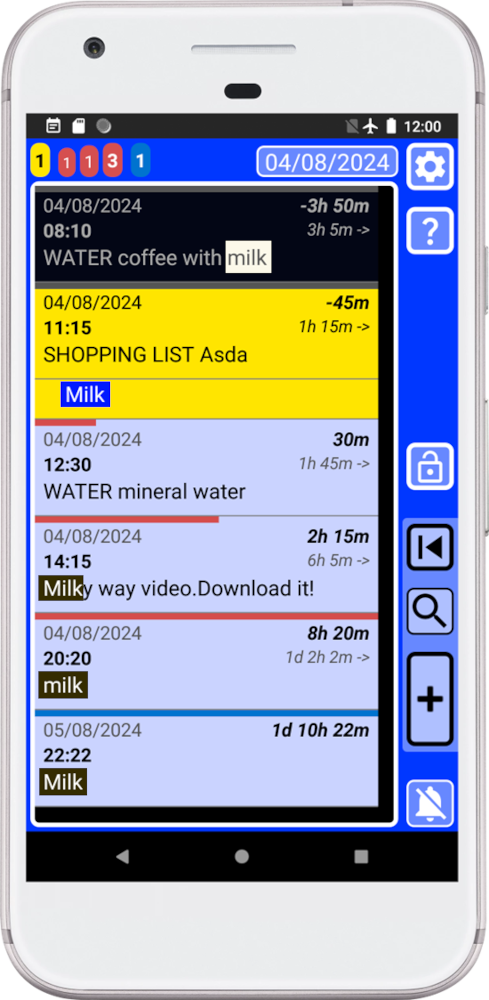 12:00
1 1 1 3 1 04/08/2024
?
04/08/2024 -3h 50m
08:10 3h 5m ->
WATER coffee with milk
04/08/2024 -45m
11:15 1h 15m ->
SHOPPING LIST Asda
Milk
04/08/2024 30m
12:30 1h 45m ->
WATER mineral water
04/08/2024 2h 15m
14:15 6h 5m ->
Milky way video.Download it!
04/08/2024 8h 20m
20:20 1d 2h 2m ->
milk
05/08/2024 1d 10h 22m
22:22
Milk